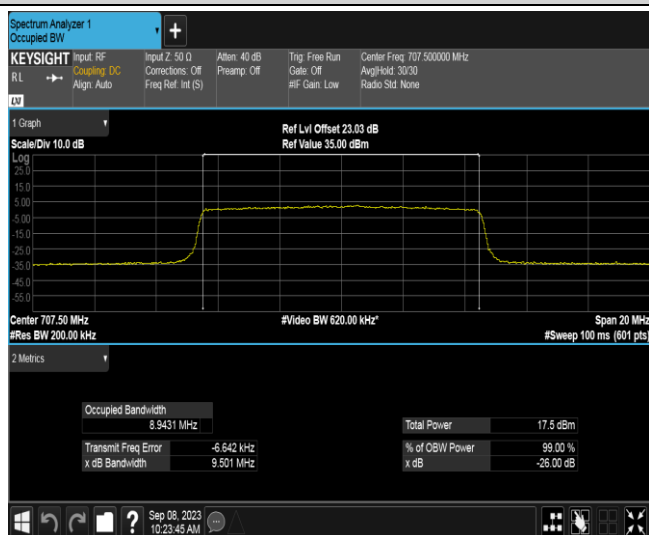 Spectrum Analyzer 1
Occupied BW
+
KEYSIGHT
R L
LXI
Input: RF
Coupling: DC
Align: Auto
Input Z: 50 Ω
Corrections: Off
Freq Ref: Int (S)
Atten: 40 dB
Preamp: Off
Trig: Free Run
Gate: Off
#IF Gain: Low
Center Freq: 707.500000 MHz
Avg|Hold: 30/30
Radio Std: None
1 Graph
Scale/Div 10.0 dB
Ref Lvl Offset 23.03 dB
Ref Value 35.00 dBm
Log
25.0
15.0
5.00
-5.00
-15.0
-25.0
-35.0
-45.0
-55.0
Center 707.50 MHz
#Res BW 200.00 kHz
#Video BW 620.00 kHz*
Span 20 MHz
#Sweep 100 ms (601 pts)
2 Metrics
Occupied Bandwidth
8.9431 MHz
Transmit Freq Error -6.642 kHz
x dB Bandwidth 9.501 MHz
Total Power 17.5 dBm
% of OBW Power 99.00 %
x dB -26.00 dB
?
Sep 08, 2023
10:23:45 AM